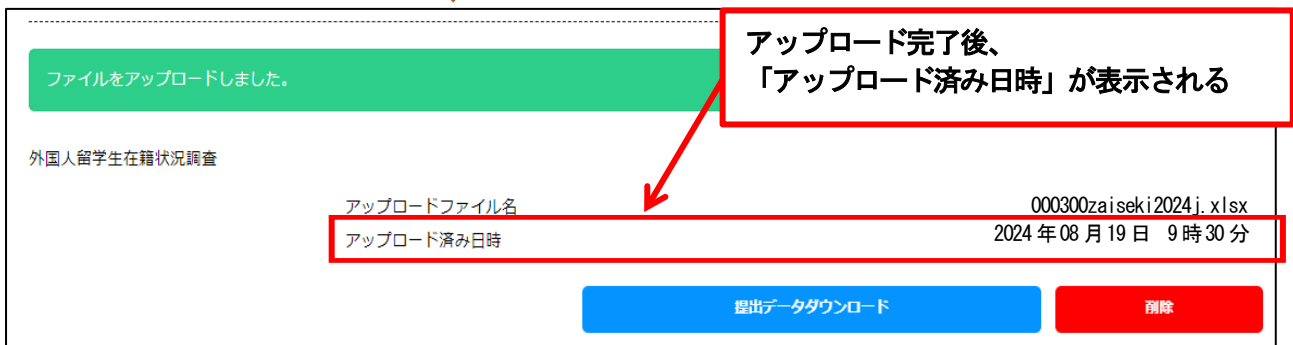 アップロード完了後、
「アップロード済み日時」が表示される
ファイルをアップロードしました。
外国人留学生在籍状況調査
アップロードファイル名 000300zaiseki2024j.xlsx
アップロード済み日時 2024年08月19日 9時30分
提出データダウンロード 削除